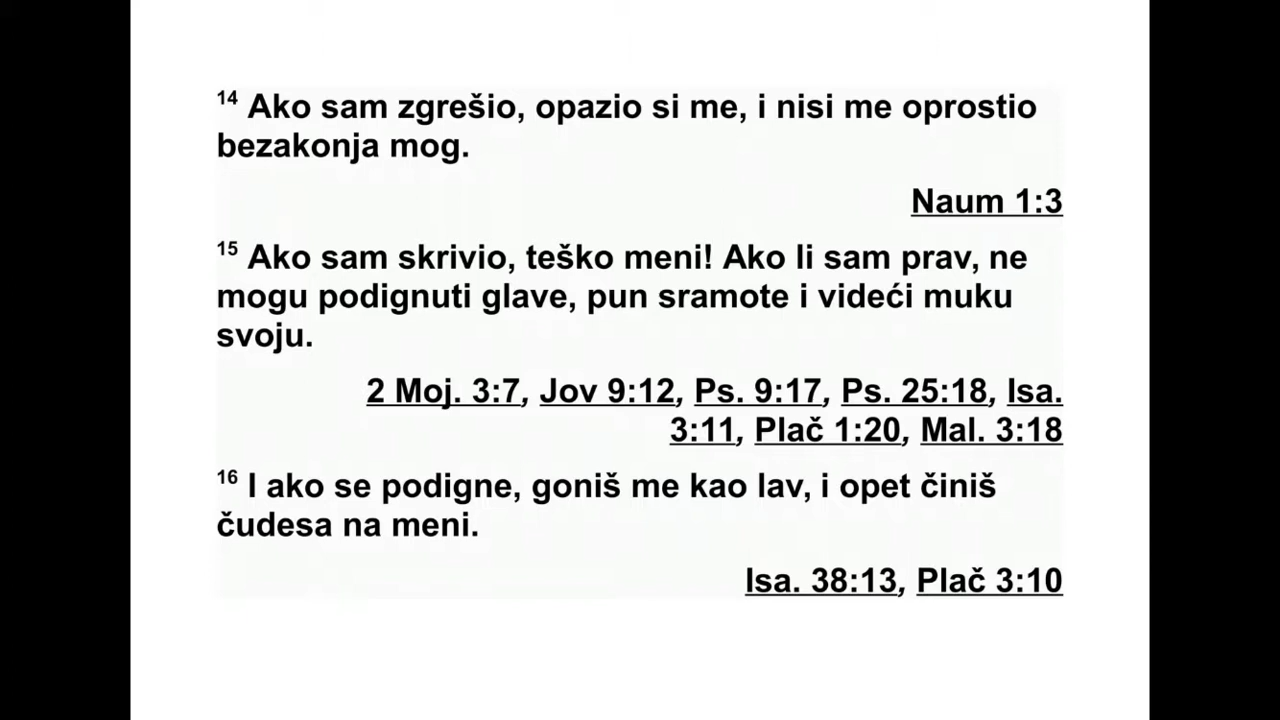 14 Ako sam zgrešio, opazio si me, i nisi me oprostio
bezakonja mog.
Naum 1:3
15 Ako sam skrivio, teško meni! Ako li sam prav, ne
mogu podignuti glave, pun sramote i videći muku
svoju.
2 Moj. 3:7, Jov 9:12, Ps. 9:17, Ps. 25:18, Isa.
3:11, Plač 1:20, Mal. 3:18
16 I ako se podigne, goniš me kao lav, i opet činiš
čudesa na meni.
Isa. 38:13, Plač 3:10